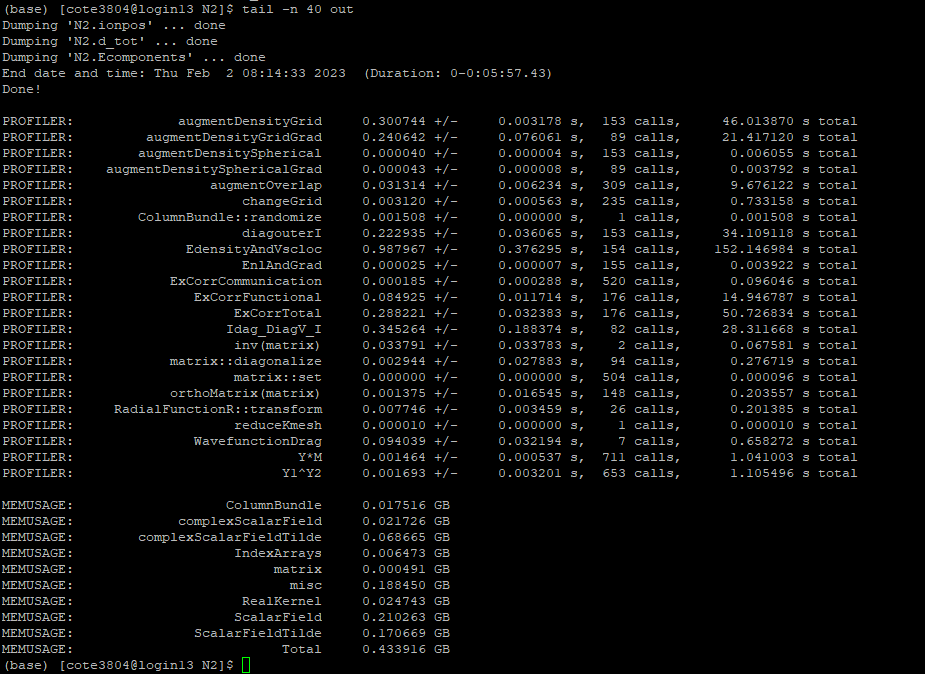 (base) [cote3804@login13 N2]$ tail -n 40 out
Dumping 'N2.ionpos' ... done
Dumping 'N2.d_tot' ... done
Dumping 'N2.Ecomponents' ... done
End date and time: Thu Feb  2 08:14:33 2023  (Duration: 0-0:05:57.43)
Done!
PROFILER:             augmentDensityGrid     0.300744 +/-     0.003178 s,  153 calls,     46.013870 s total
PROFILER:         augmentDensityGridGrad     0.240642 +/-     0.076061 s,   89 calls,     21.417120 s total
PROFILER:        augmentDensitySpherical     0.000040 +/-     0.000004 s,  153 calls,      0.006055 s total
PROFILER:    augmentDensitySphericalGrad     0.000043 +/-     0.000008 s,   89 calls,      0.003792 s total
PROFILER:                 augmentOverlap     0.031314 +/-     0.006234 s,  309 calls,      9.676122 s total
PROFILER:                     changeGrid     0.003120 +/-     0.000563 s,  235 calls,      0.733158 s total
PROFILER:        ColumnBundle::randomize     0.001508 +/-     0.000000 s,    1 calls,      0.001508 s total
PROFILER:                     diagouterI     0.222935 +/-     0.036065 s,  153 calls,     34.109118 s total
PROFILER:              EdensityAndVscloc     0.987967 +/-     0.376295 s,  154 calls,    152.146984 s total
PROFILER:                     EnlAndGrad     0.000025 +/-     0.000007 s,  155 calls,      0.003922 s total
PROFILER:            ExCorrCommunication     0.000185 +/-     0.000288 s,  520 calls,      0.096046 s total
PROFILER:               ExCorrFunctional     0.084925 +/-     0.011714 s,  176 calls,     14.946787 s total
PROFILER:                    ExCorrTotal     0.288221 +/-     0.032383 s,  176 calls,     50.726834 s total
PROFILER:                   Idag_DiagV_I     0.345264 +/-     0.188374 s,   82 calls,     28.311668 s total
PROFILER:                    inv(matrix)     0.033791 +/-     0.033783 s,    2 calls,      0.067581 s total
PROFILER:            matrix::diagonalize     0.002944 +/-     0.027883 s,   94 calls,      0.276719 s total
PROFILER:                    matrix::set     0.000000 +/-     0.000000 s,  504 calls,      0.000096 s total
PROFILER:            orthoMatrix(matrix)     0.001375 +/-     0.016545 s,  148 calls,      0.203557 s total
PROFILER:     RadialFunctionR::transform     0.007746 +/-     0.003459 s,   26 calls,      0.201385 s total
PROFILER:                    reduceKmesh     0.000010 +/-     0.000000 s,    1 calls,      0.000010 s total
PROFILER:               WavefunctionDrag     0.094039 +/-     0.032194 s,    7 calls,      0.658272 s total
PROFILER:                            Y*M     0.001464 +/-     0.000537 s,  711 calls,      1.041003 s total
PROFILER:                          Y1^Y2     0.001693 +/-     0.003201 s,  653 calls,      1.105496 s total
MEMUSAGE:                   ColumnBundle     0.017516 GB
MEMUSAGE:             complexScalarField     0.021726 GB
MEMUSAGE:        complexScalarFieldTilde     0.068665 GB
MEMUSAGE:                    IndexArrays     0.006473 GB
MEMUSAGE:                         matrix     0.000491 GB
MEMUSAGE:                           misc     0.188450 GB
MEMUSAGE:                     RealKernel     0.024743 GB
MEMUSAGE:                    ScalarField     0.210263 GB
MEMUSAGE:               ScalarFieldTilde     0.170669 GB
MEMUSAGE:                          Total     0.433916 GB
(base) [cote3804@login13 N2]$